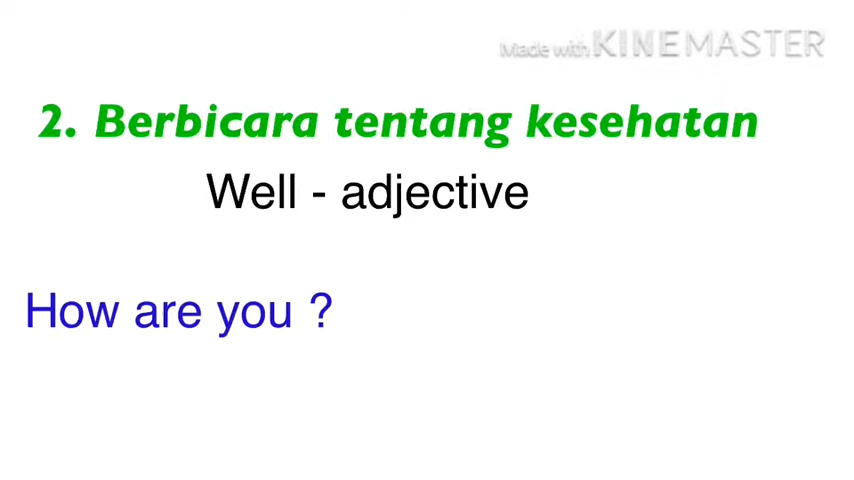 Made with KINEMASTER
2. Berbicara tentang kesehatan
Well - adjective
How are you ?